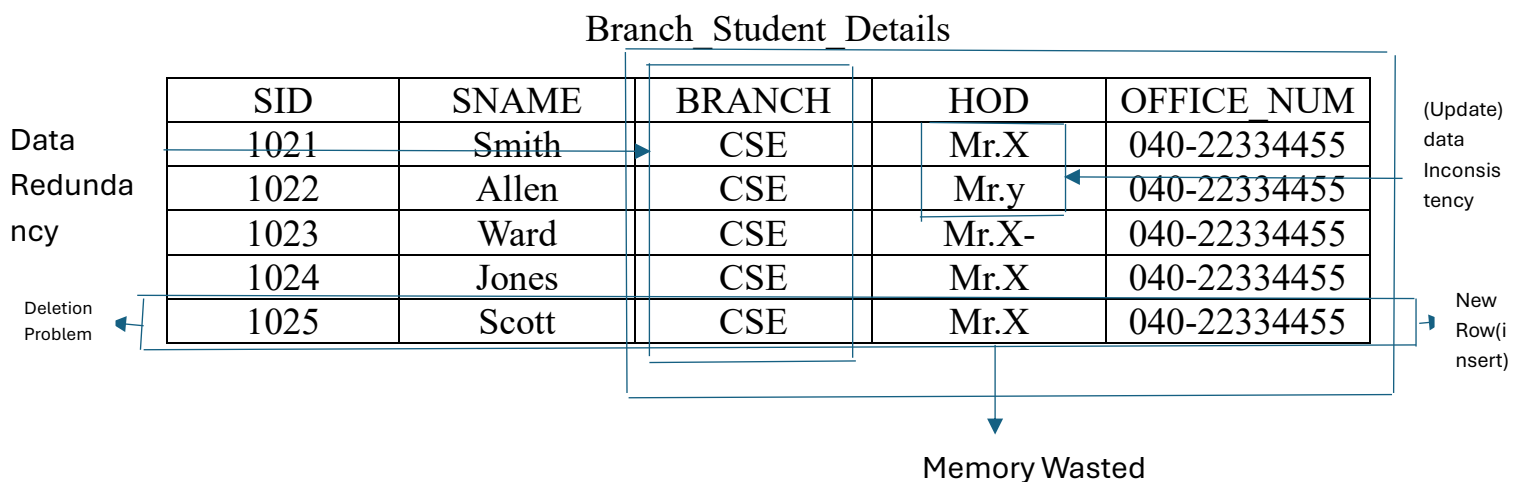 Branch_Student_Details
SID SNAME BRANCH HOD OFFICE_NUM
1021 Smith CSE Mr.X 040-22334455
1022 Allen CSE Mr.y 040-22334455
1023 Ward CSE Mr.X- 040-22334455
1024 Jones CSE Mr.X 040-22334455
1025 Scott CSE Mr.X 040-22334455
Data
Redunda
ncy
Deletion
Problem
(Update)
data
Inconsis
tency
New
Row(i
nsert)
Memory Wasted